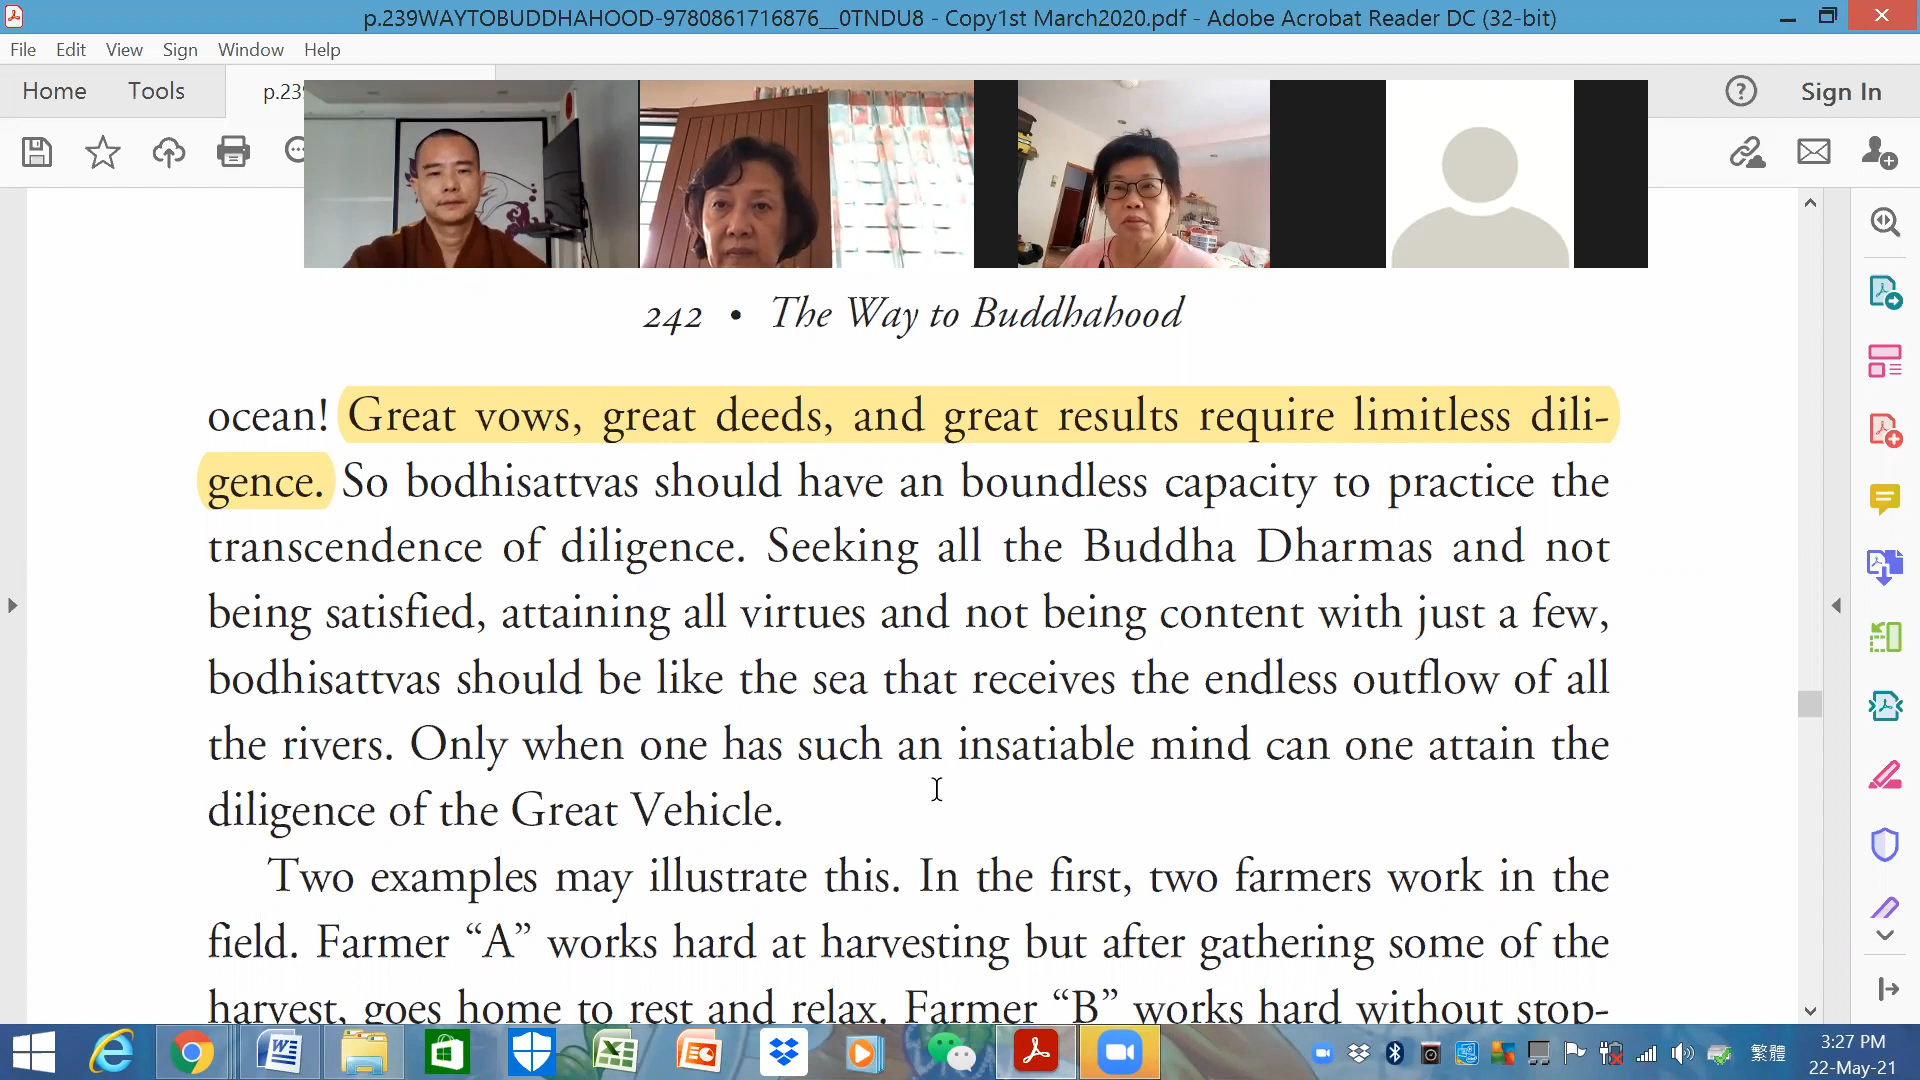 p.239WAYTOBUDDHAHOOD-9780861716876__0TNDU8 - Copy1st March2020.pdf - Adobe Acrobat Reader DC (32-bit)
File Edit View Sign Window Help
Home Tools p.239 Sign In
242 • The Way to Buddhahood
ocean! Great vows, great deeds, and great results require limitless dili-
gence. So bodhisattvas should have an boundless capacity to practice the
transcendence of diligence. Seeking all the Buddha Dharmas and not
being satisfied, attaining all virtues and not being content with just a few,
bodhisattvas should be like the sea that receives the endless outflow of all
the rivers. Only when one has such an insatiable mind can one attain the
diligence of the Great Vehicle.
Two examples may illustrate this. In the first, two farmers work in the
field. Farmer “A” works hard at harvesting but after gathering some of the
harvest, goes home to rest and relax. Farmer “B” works hard without stop-
繁體
3:27 PM
22-May-21